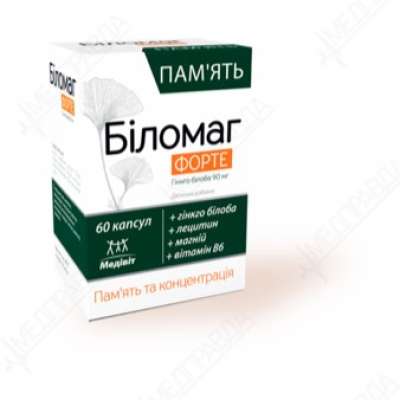 ПАМ'ЯТЬ
Біломаг
ФОРТЕ
Гінкго білоба 90 мг
Дієтична добавка
60 капсул
+ гінкго білоба
+ лецитин
+ магній
+ вітамін В6
Медівіт
Пам'ять та концентрація
МЕДПРАВДА